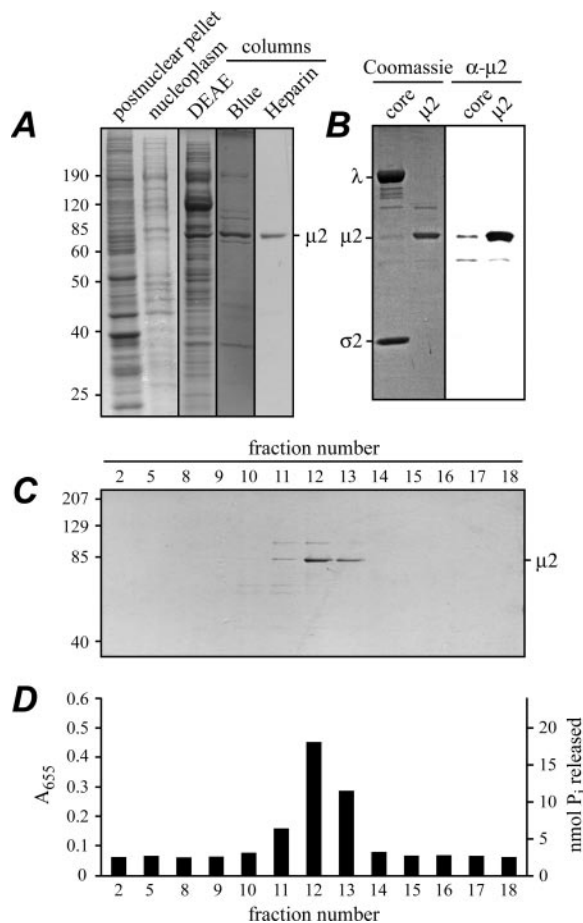 A
postnuclear pellet
nucleoplasm
columns
DEAE
Blue
Heparin
190
120
85
60
50
40
25
μ2
B
Coomassie α-μ2
core μ2 core μ2
λ
μ2
σ2
fraction number
2 5 8 9 10 11 12 13 14 15 16 17 18
C
207
129
85
40
μ2
D
0.6
0.5
0.4
0.3
0.2
0.1
0
A655
20
15
10
5
0
nmol Pi released
2 5 8 9 10 11 12 13 14 15 16 17 18
fraction number